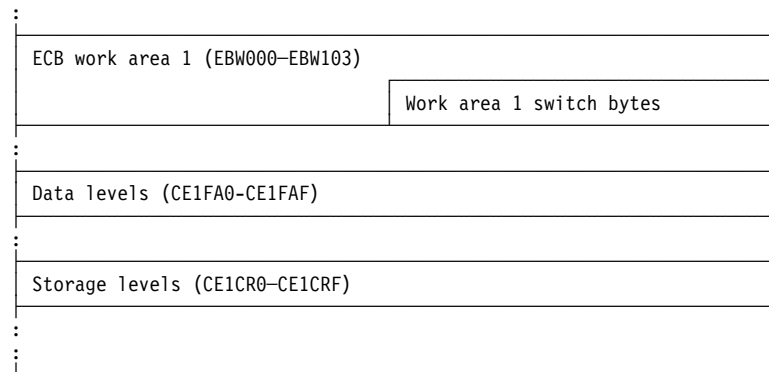 ECB work area 1 (EBW000–EBW103)
Work area 1 switch bytes
Data levels (CE1FA0-CE1FAF)
Storage levels (CE1CR0–CE1CRF)